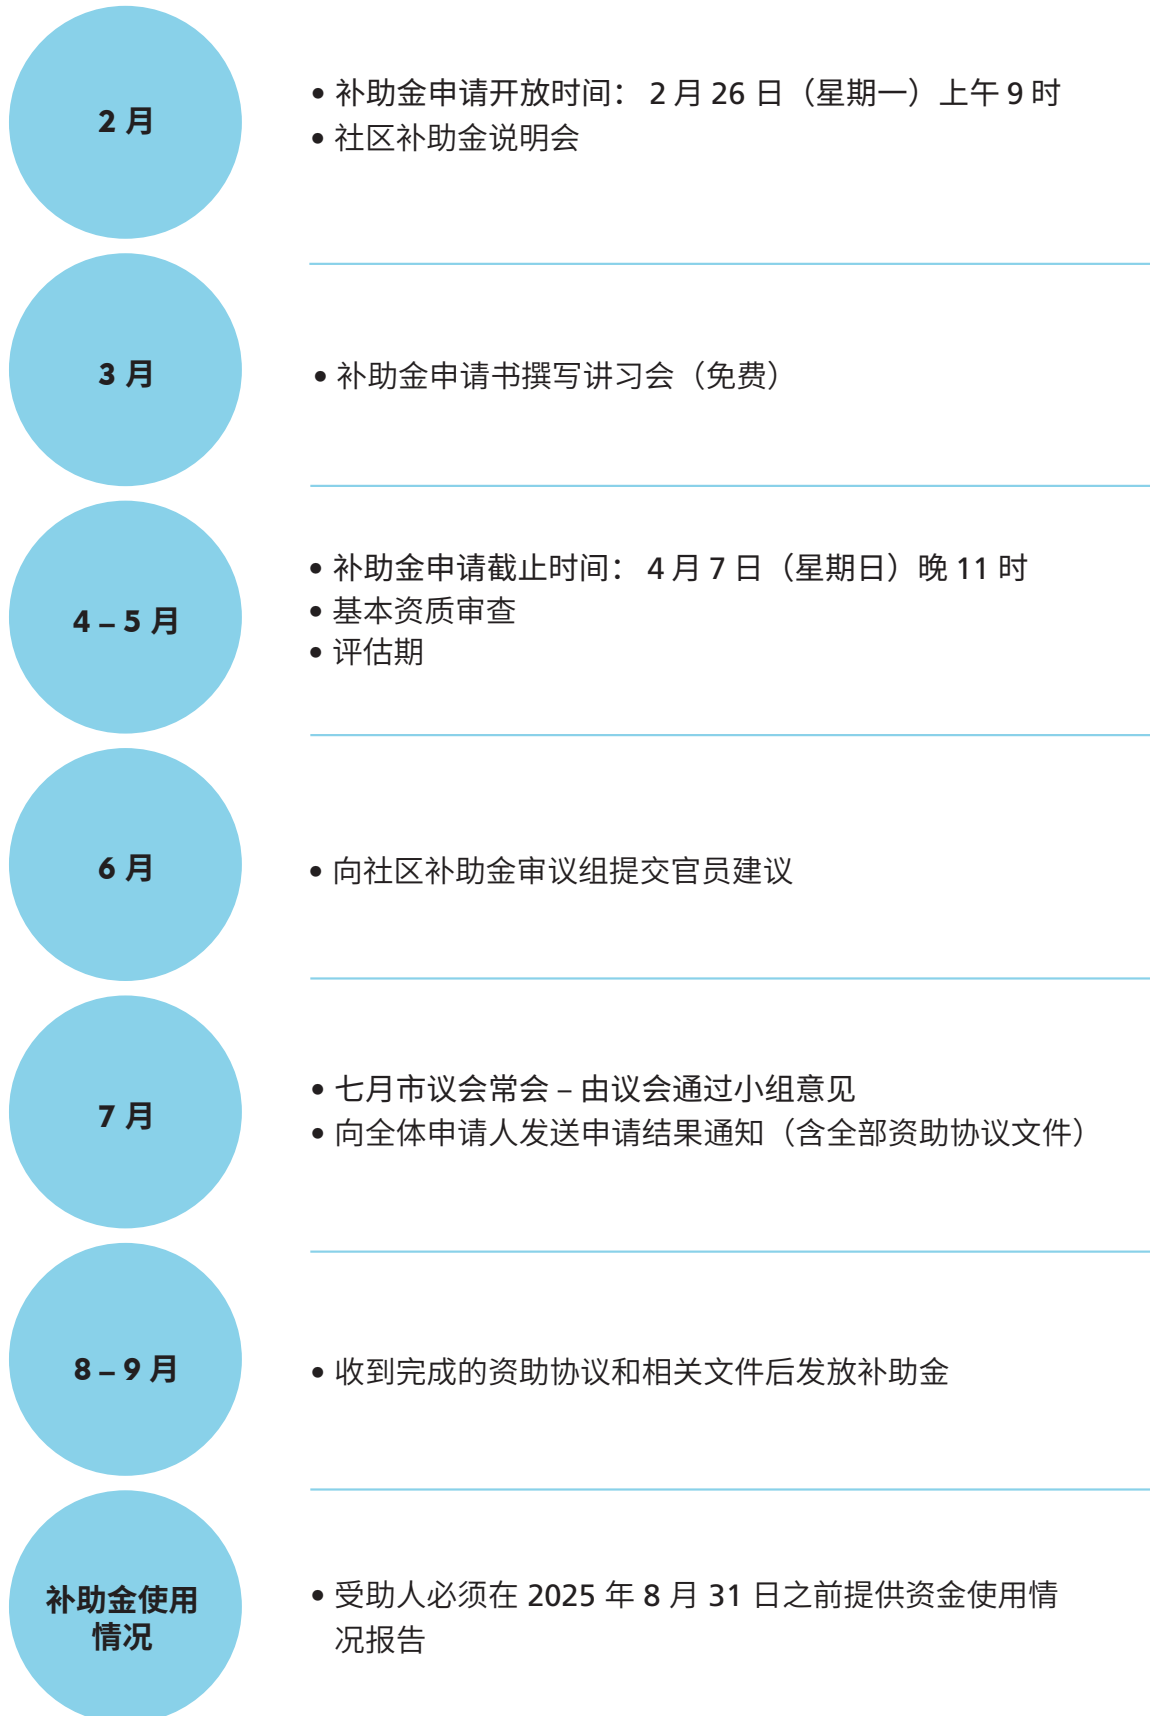 2 月
• 补助金申请开放时间： 2 月 26 日（星期一）上午 9 时
• 社区补助金说明会
3 月
• 补助金申请书撰写讲习会（免费）
4 – 5 月
• 补助金申请截止时间： 4 月 7 日（星期日）晚 11 时
• 基本资质审查
• 评估期
6 月
• 向社区补助金审议组提交官员建议
7 月
• 七月市议会常会 – 由议会通过小组意见
• 向全体申请人发送申请结果通知（含全部资助协议文件）
8 – 9 月
• 收到完成的资助协议和相关文件后发放补助金
补助金使用
情况
• 受助人必须在 2025 年 8 月 31 日之前提供资金使用情
况报告